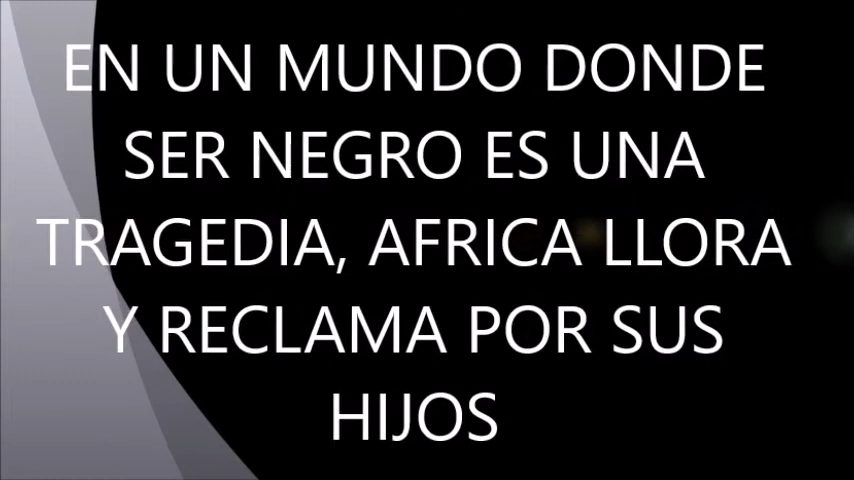 EN UN MUNDO DONDE
SER NEGRO ES UNA
TRAGEDIA, AFRICA LLORA
Y RECLAMA POR SUS
HIJOS